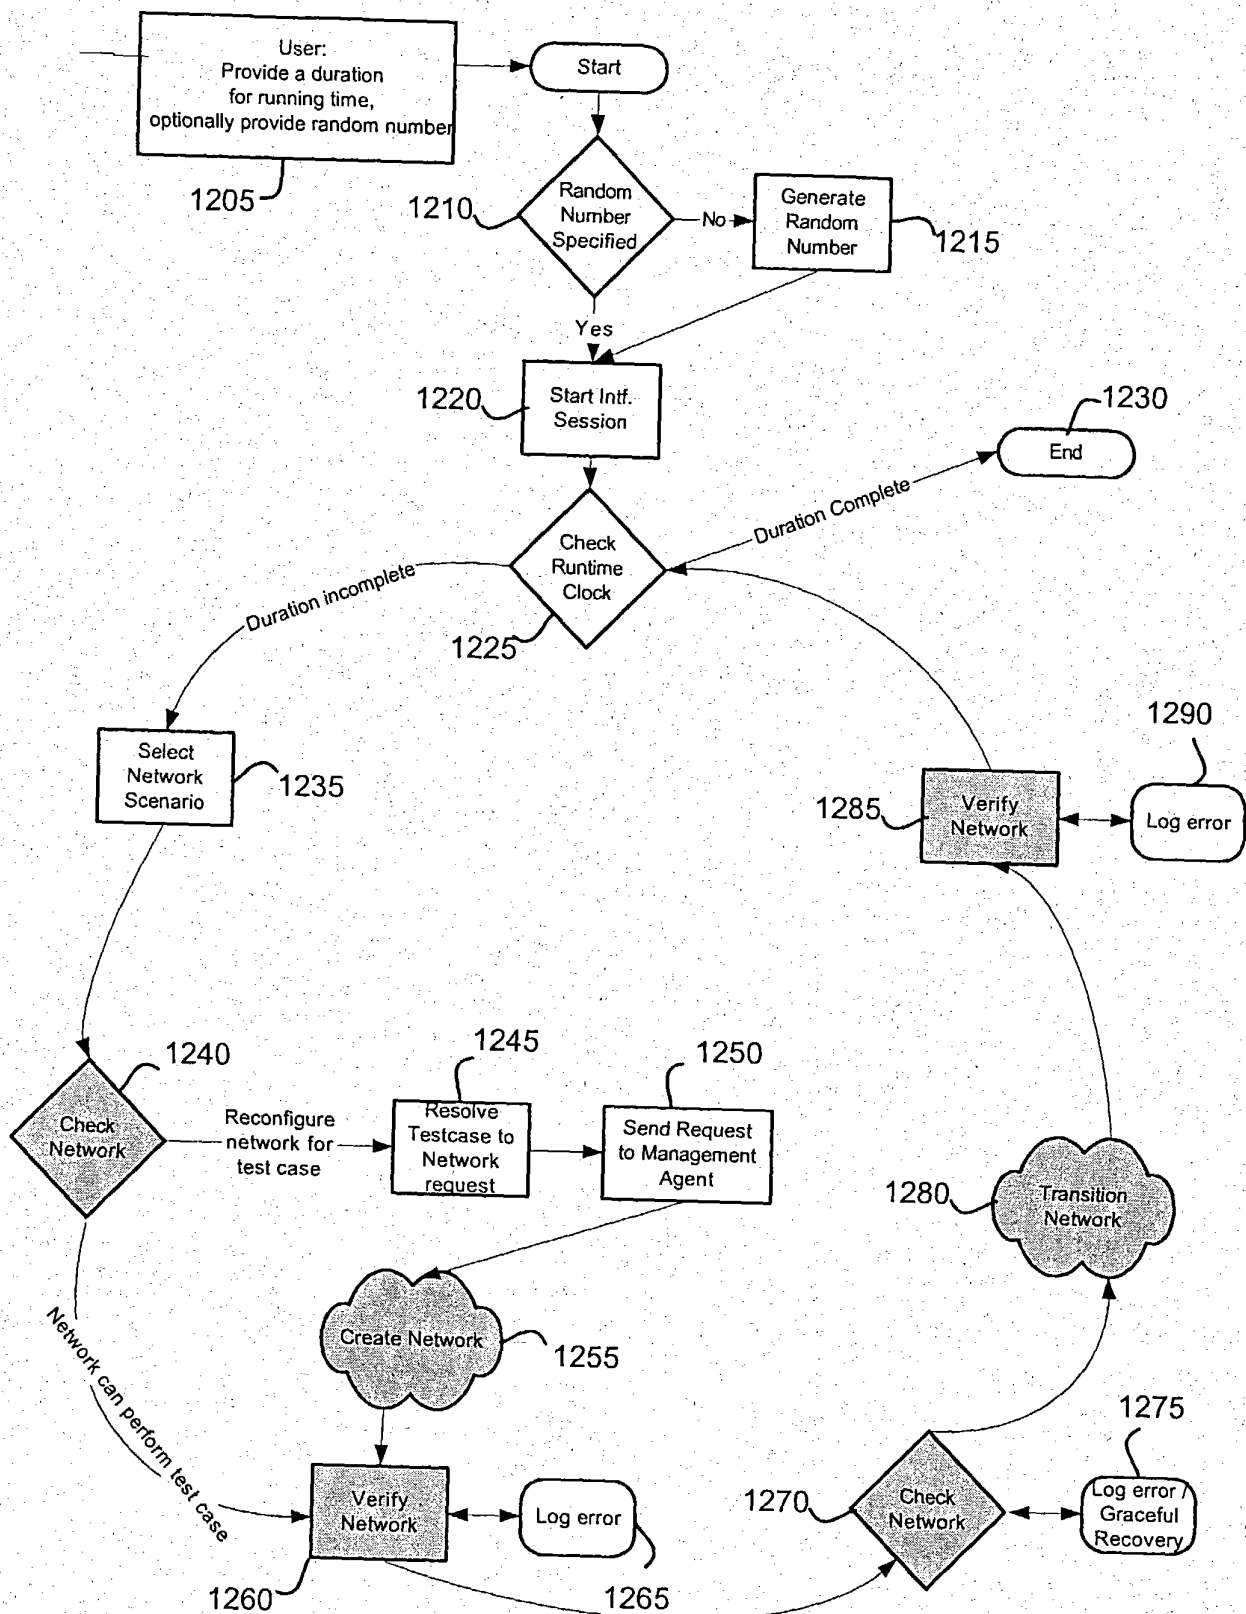 User:
Provide a duration
for running time,
optionally provide random number
1205
Start
1210
Random
Number
Specified
No
Generate
Random
Number
1215
Yes
1220
Start Intf.
Session
1230
End
Duration Complete
Check
Runtime
Clock
1225
Duration incomplete
Select
Network
Scenario
1235
1290
1285
Verify
Network
Log error
1240
Check
Network
Reconfigure
network for
test case
1245
Resolve
Testcase to
Network
request
1250
Send Request
to Management
Agent
1280
Transition
Network
Create Network
1255
Network can perform test case
Verify
Network
1260
Log error
1265
1270
Check
Network
1275
Log error /
Graceful
Recovery